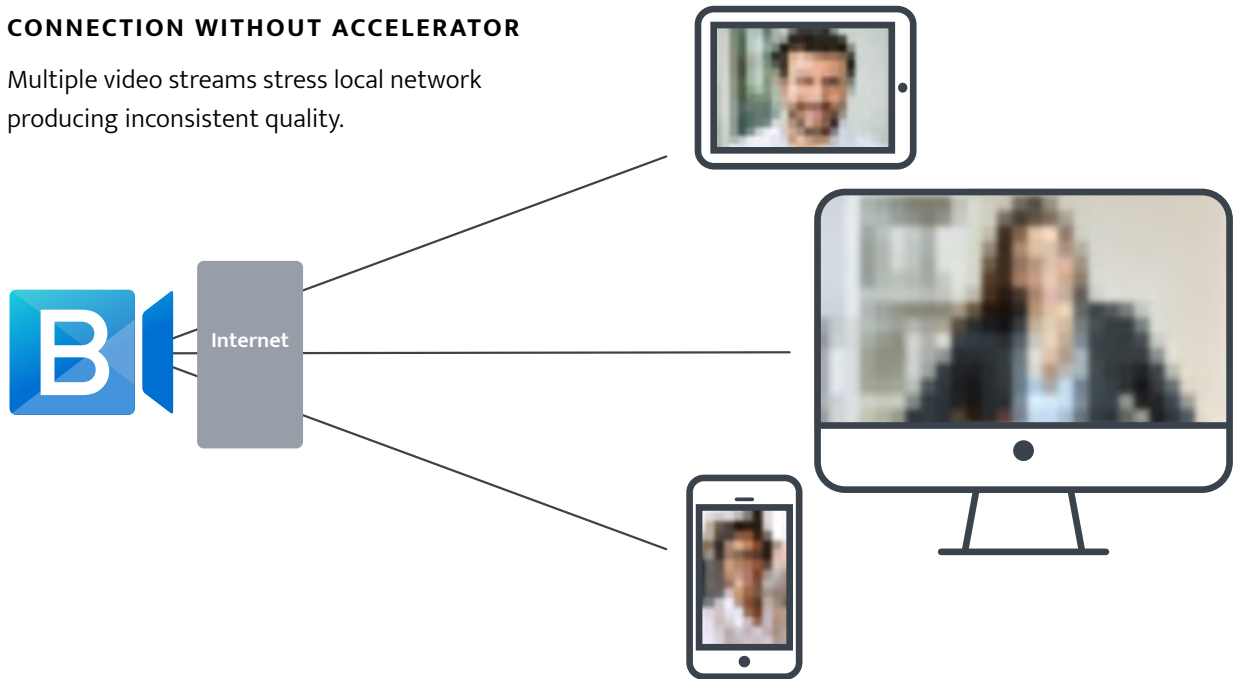 CONNECTION WITHOUT ACCELERATOR
Multiple video streams stress local network
producing inconsistent quality.
B
Internet